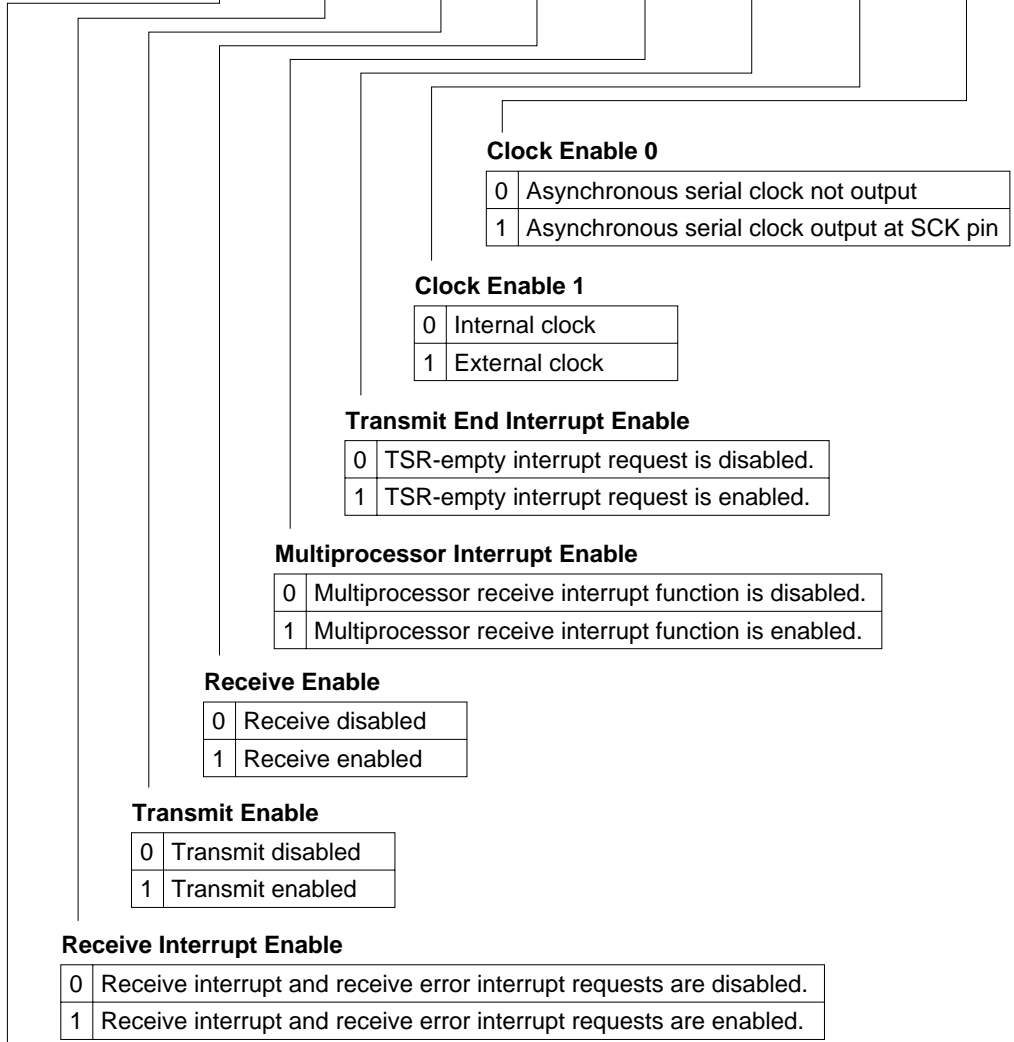 Clock Enable 0
0 Asynchronous serial clock not output
1 Asynchronous serial clock output at SCK pin
Clock Enable 1
0 Internal clock
1 External clock
Transmit End Interrupt Enable
0 TSR-empty interrupt request is disabled.
1 TSR-empty interrupt request is enabled.
Multiprocessor Interrupt Enable
0 Multiprocessor receive interrupt function is disabled.
1 Multiprocessor receive interrupt function is enabled.
Receive Enable
0 Receive disabled
1 Receive enabled
Transmit Enable
0 Transmit disabled
1 Transmit enabled
Receive Interrupt Enable
0 Receive interrupt and receive error interrupt requests are disabled.
1 Receive interrupt and receive error interrupt requests are enabled.